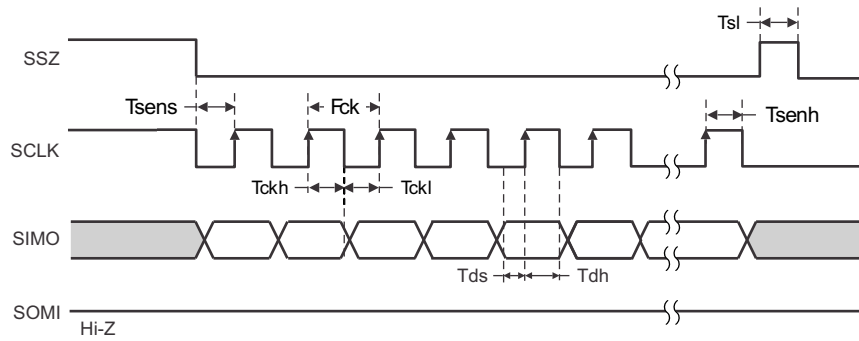 Tsl
SSZ
Tsens
Fck
Tsenh
SCLK
Tckh
Tckl
SIMO
Tds
Tdh
SOMI
Hi-Z